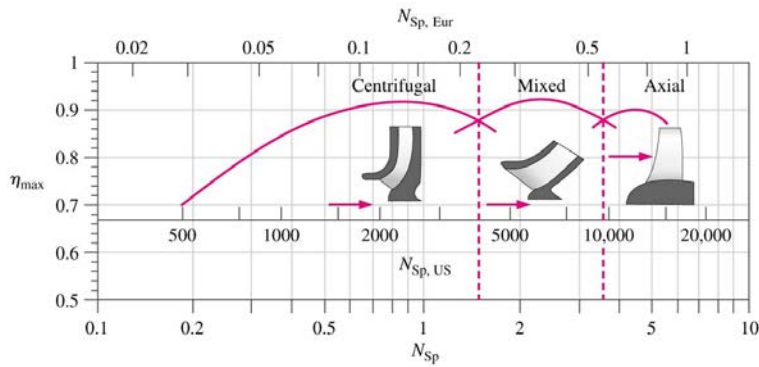 N_Sp, Eur
0.02 0.05 0.1 0.2 0.5 1
1
Centrifugal Mixed Axial
0.9
0.8
η_max
0.7
500 1000 2000 5000 10,000 20,000
0.6
N_Sp, US
0.5
0.1 0.2 0.5 1 2 5 10
N_Sp